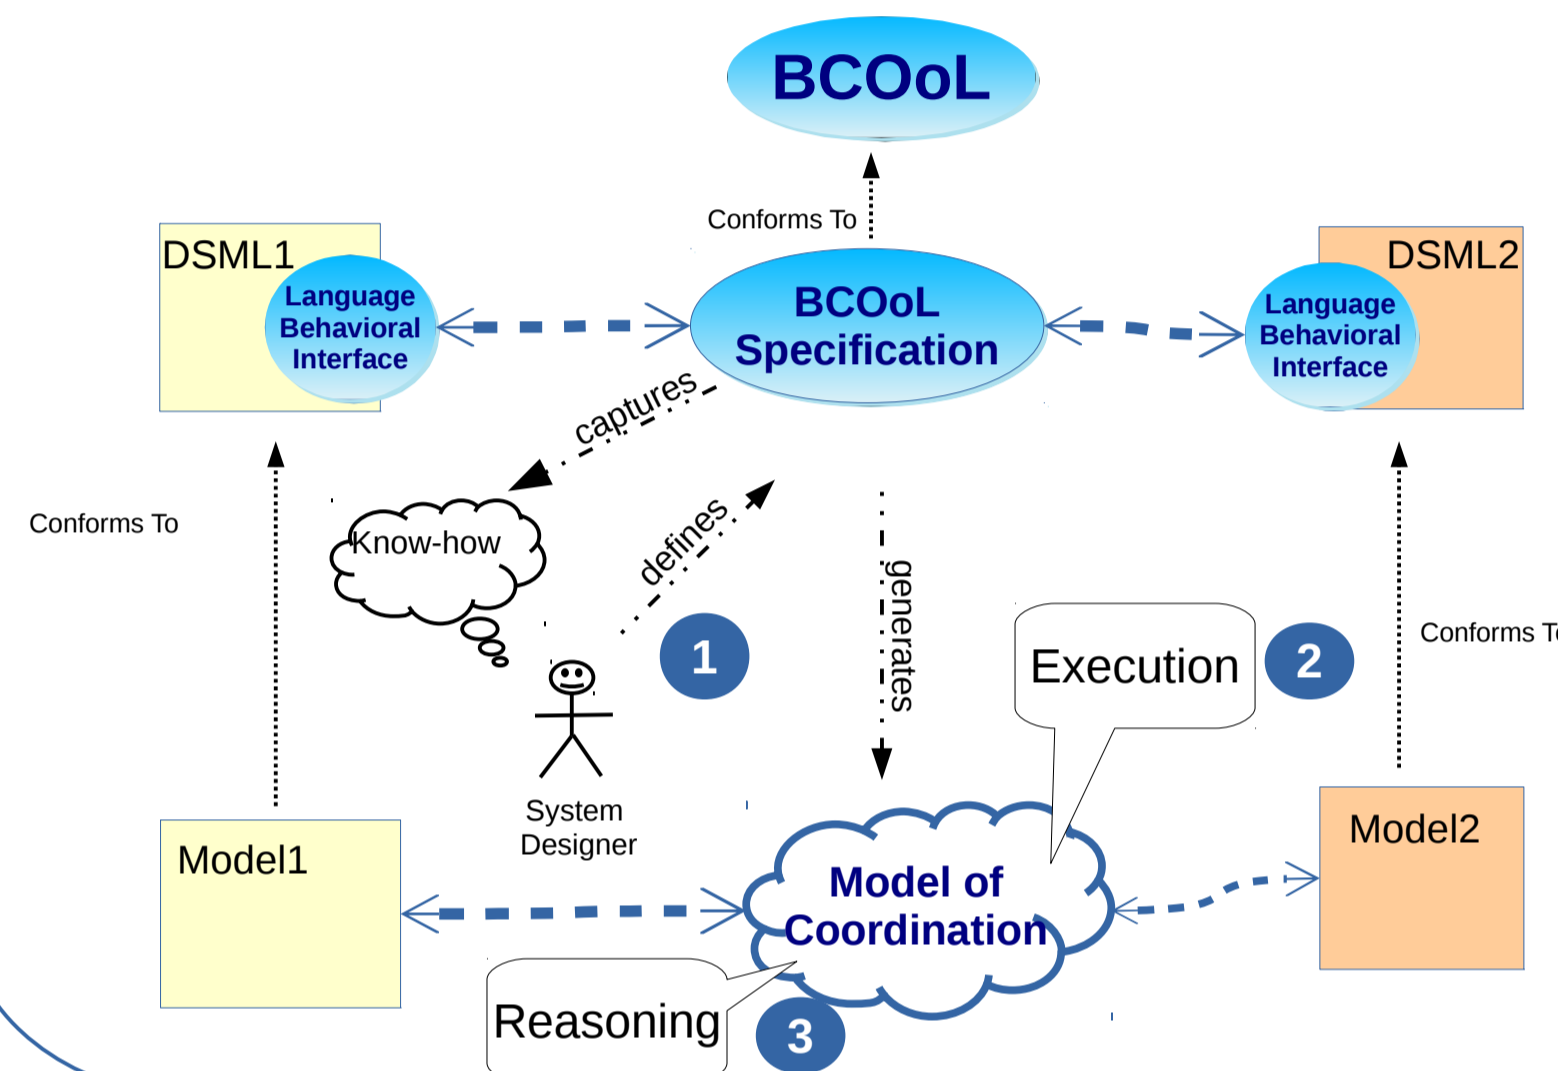 BCOoL
Conforms To
DSML1
DSML2
Language
Behavioral
Interface
BCOoL
Specification
Language
Behavioral
Interface
captures
Conforms To
Know-how
defines
generates
1
Execution
2
Conforms To
System
Designer
Model1
Model of
Coordination
Model2
Reasoning
3